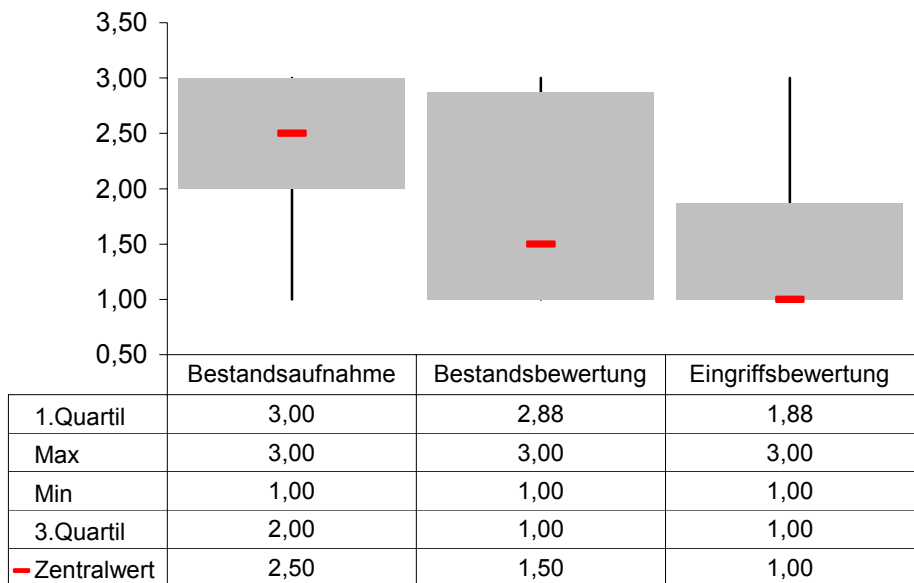 3,50
3,00
2,50
2,00
1,50
1,00
0,50
Bestandsaufnahme Bestandsbewertung Eingriffsbewertung
1.Quartil 3,00 2,88 1,88
Max 3,00 3,00 3,00
Min 1,00 1,00 1,00
3.Quartil 2,00 1,00 1,00
Zentralwert 2,50 1,50 1,00